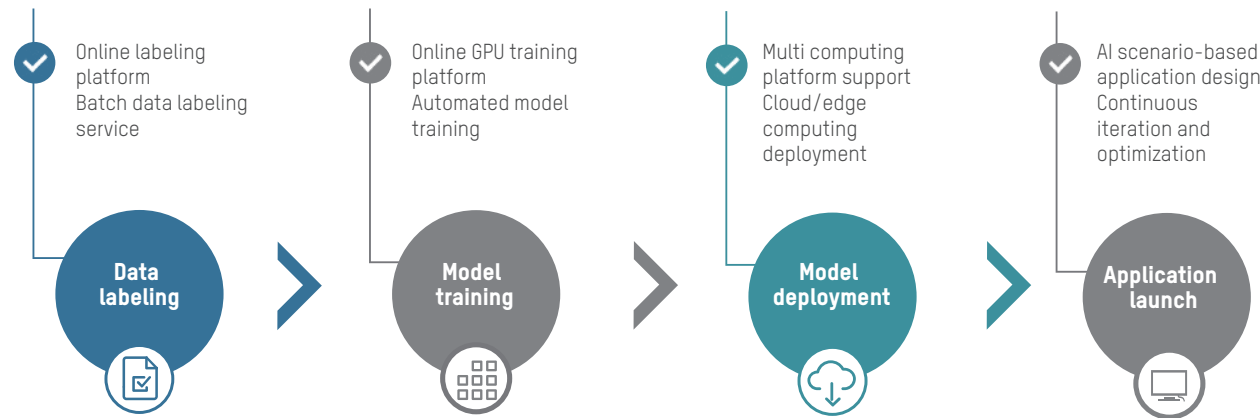 Online labeling
platform
Batch data labeling
service
Online GPU training
platform
Automated model
training
Multi computing
platform support
Cloud/edge
computing
deployment
AI scenario-based
application design
Continuous
iteration and
optimization
Data
labeling
Model
training
Model
deployment
Application
launch